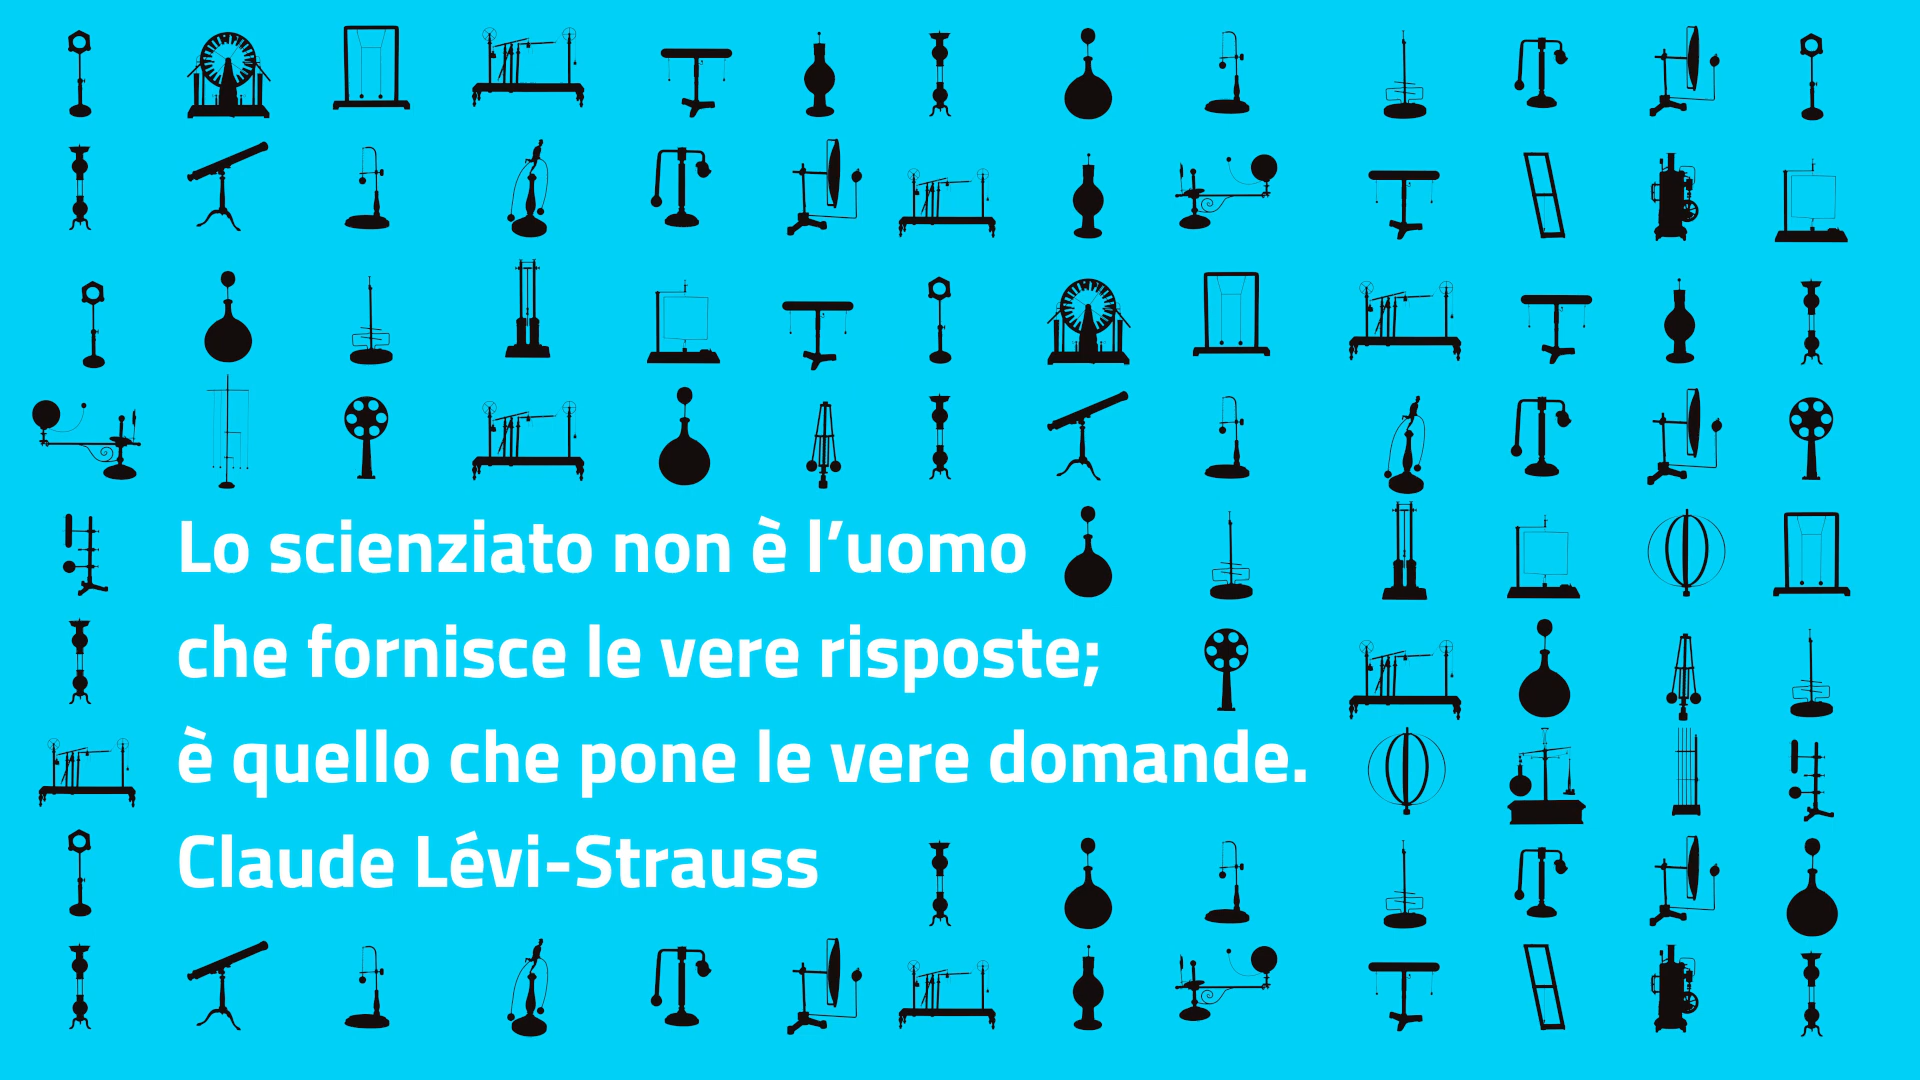 Lo scienziato non è l’uomo
che fornisce le vere risposte;
è quello che pone le vere domande.
Claude Lévi-Strauss